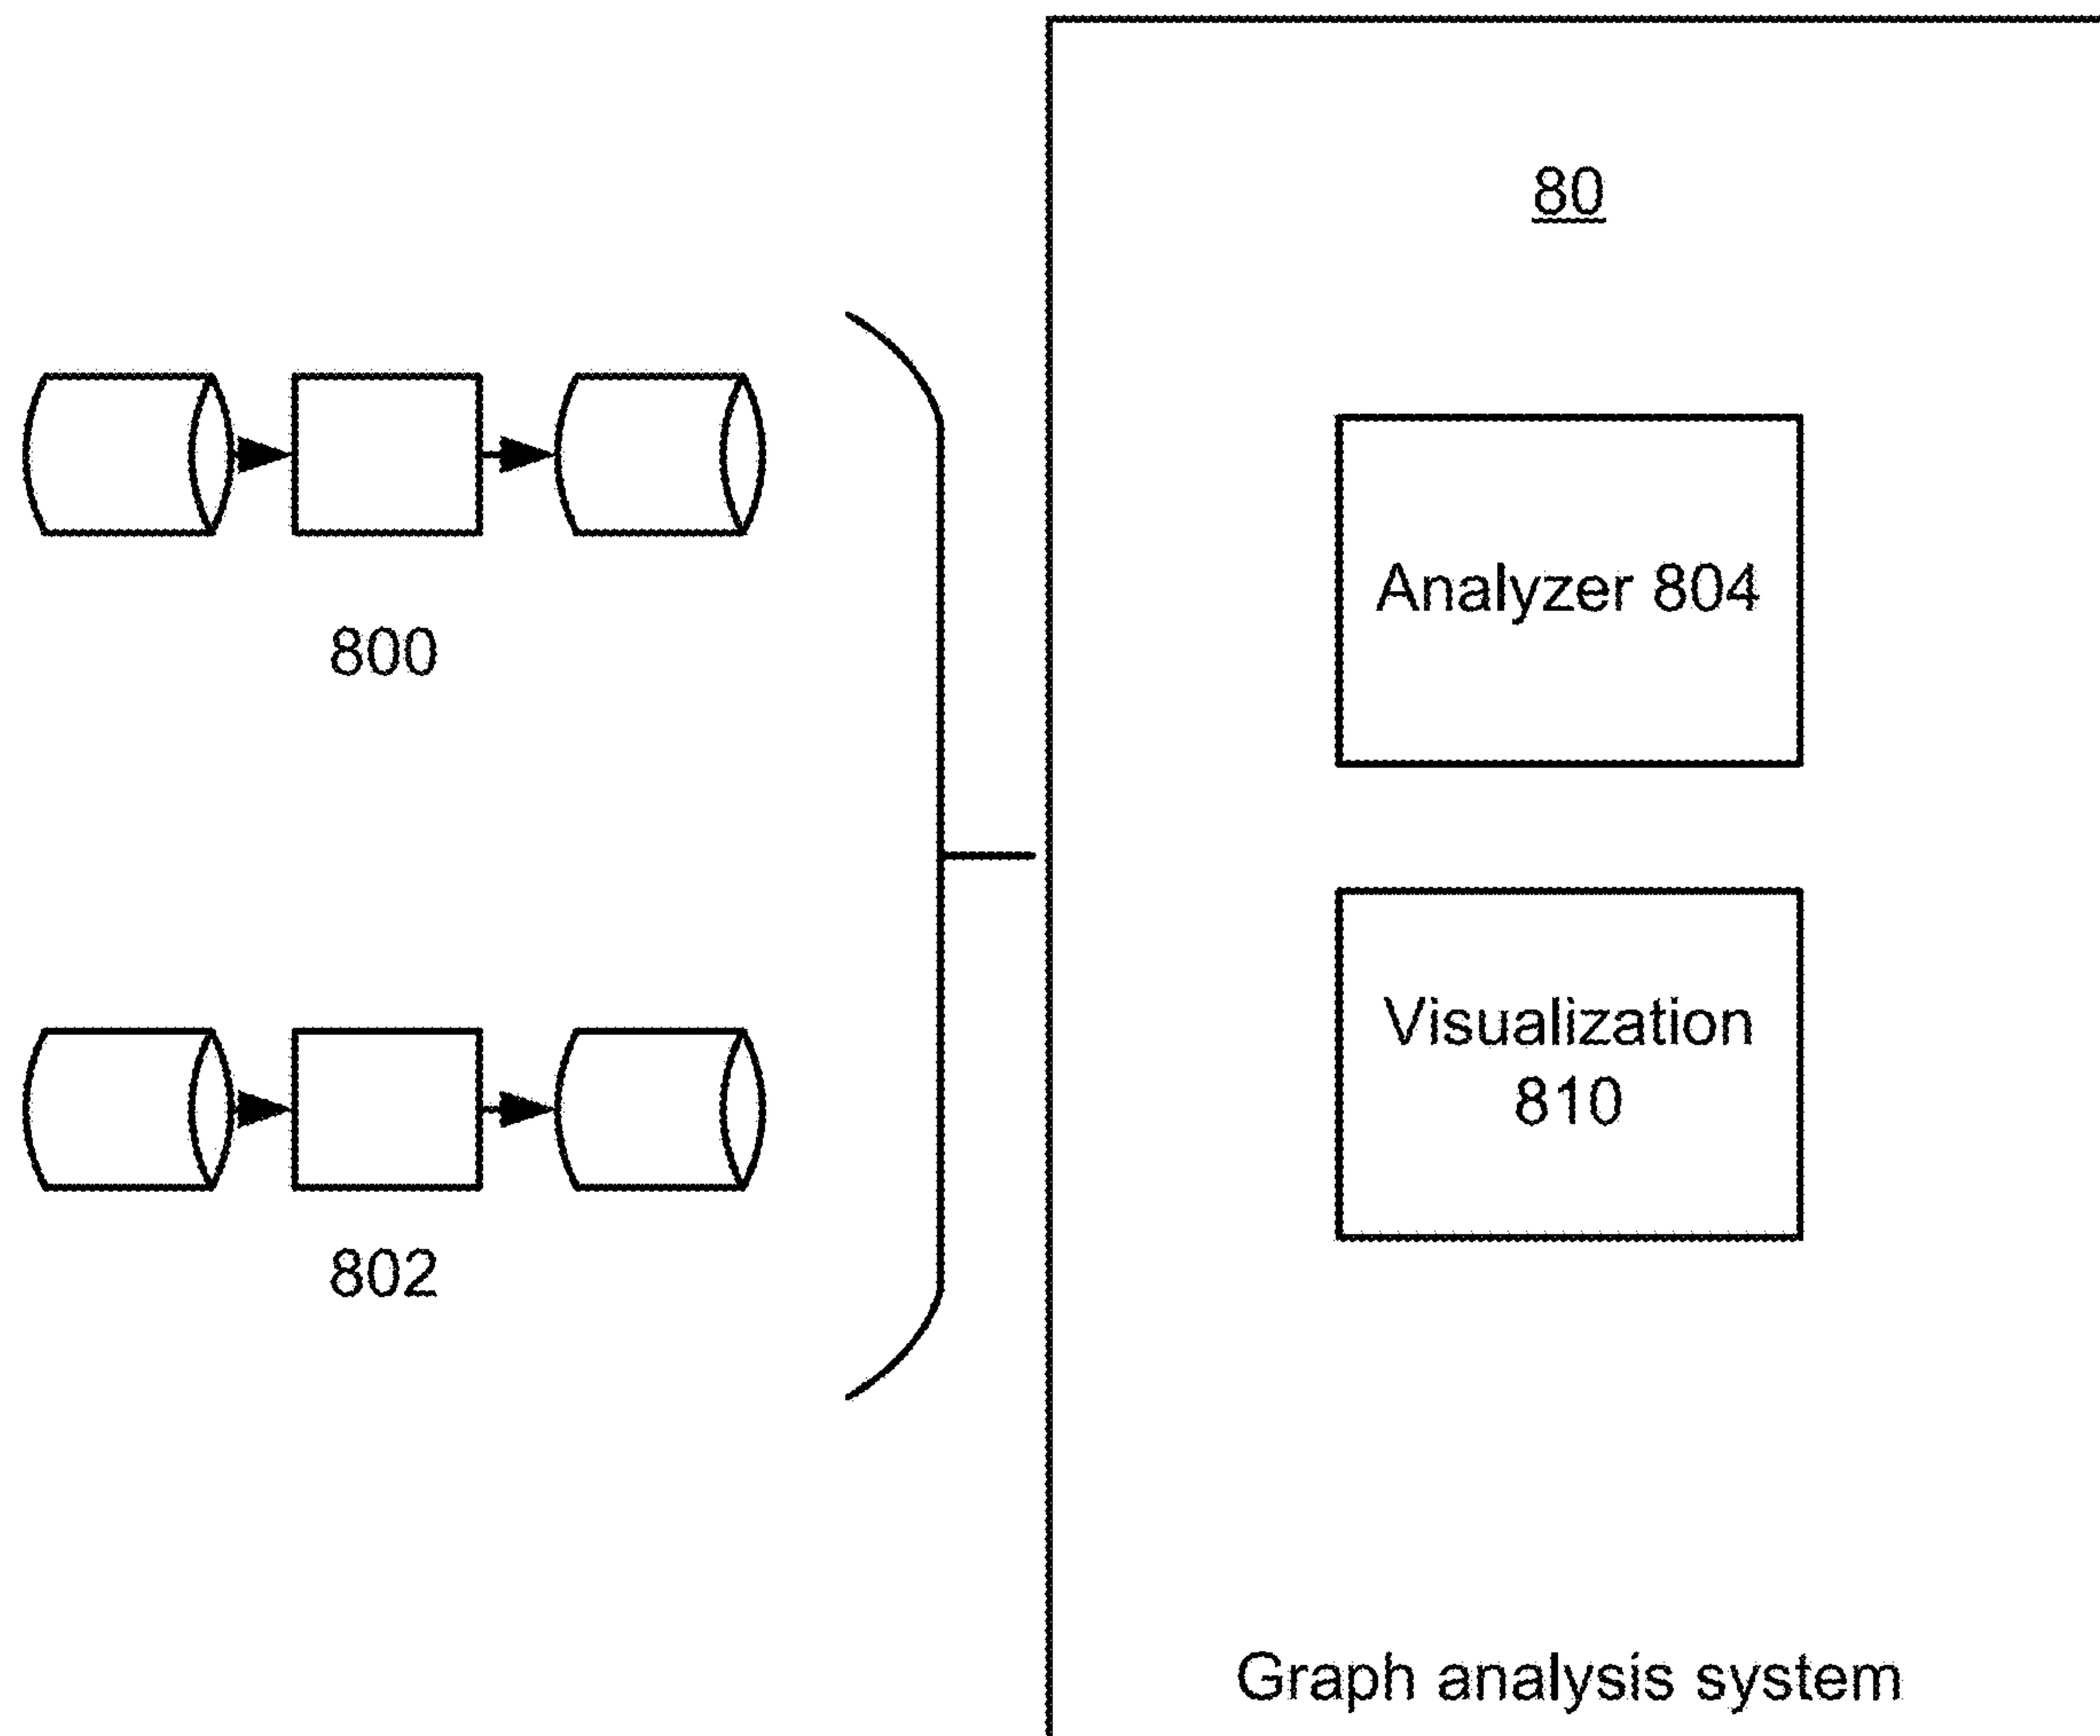 80
800
Analyzer 804
802
Visualization
810
Graph analysis system